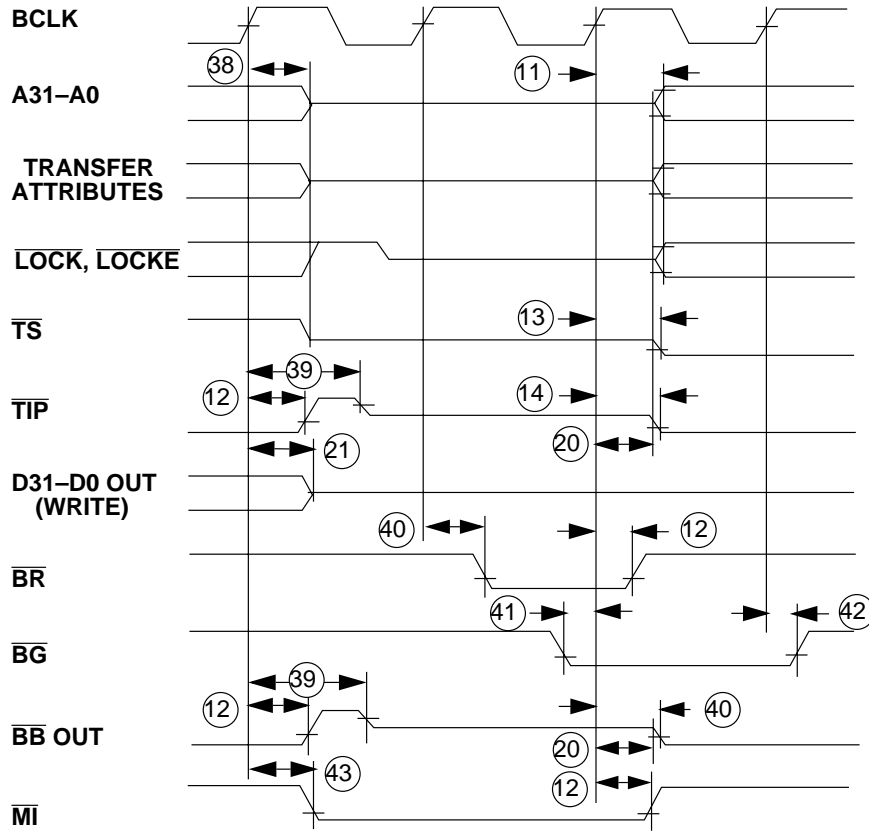 BCLK
38
11
A31–A0
TRANSFER
ATTRIBUTES
LOCK, LOCKE
TS
13
39
12
14
TIP
21
20
D31–D0 OUT
(WRITE)
40
12
BR
41
42
BG
39
12
40
BB OUT
20
43
12
MI